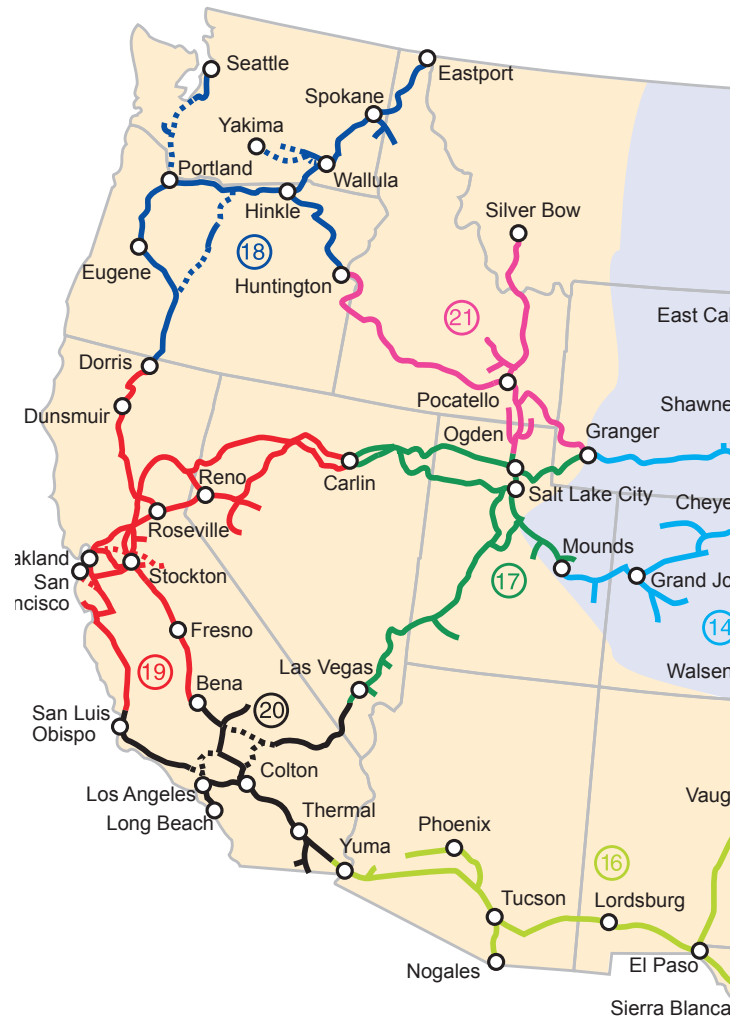 Seattle
Eastport
Spokane
Yakima
Portland
Wallula
Hinkle
Silver Bow
18
Eugene
Huntington
21
East Cal
Dorris
Pocatello
Dunsmuir
Shawne
Ogden
Granger
Reno
Carlin
Salt Lake City
Cheye
Roseville
Mounds
akland
Stockton
San
ncisco
17
Grand Jo
Fresno
14
19
Las Vegas
Walsen
Bena
20
San Luis
Obispo
Colton
Los Angeles
Long Beach
Thermal
Vaug
Phoenix
Yuma
16
Tucson
Lordsburg
Nogales
El Paso
Sierra Blanca